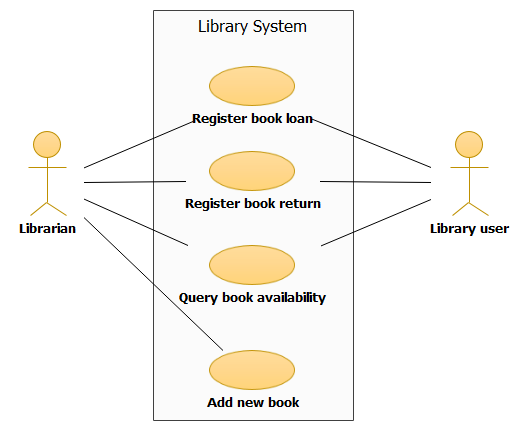 Library System
Register book loan
Register book return
Librarian
Library user
Query book availability
Add new book